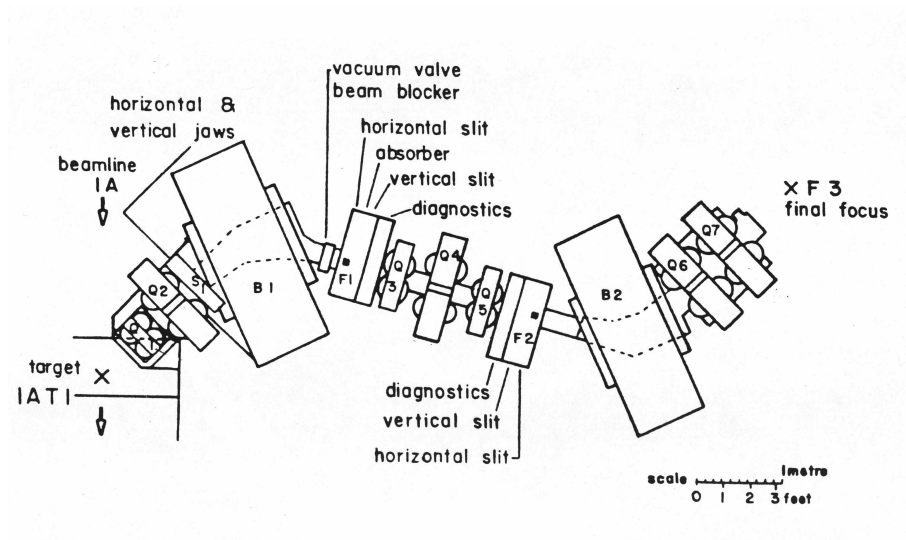 vacuum valve
beam blocker
horizontal &
vertical jaws
horizontal slit
absorber
vertical slit
diagnostics
beamline
1A
X F 3
final focus
Q7
Q6
Q4
Q
3
Q
5
F1
F2
B1
B2
S1
Q2
Q
target X
1AT1
diagnostics
vertical slit
horizontal slit
scale
1metre
0 1 2 3 feet